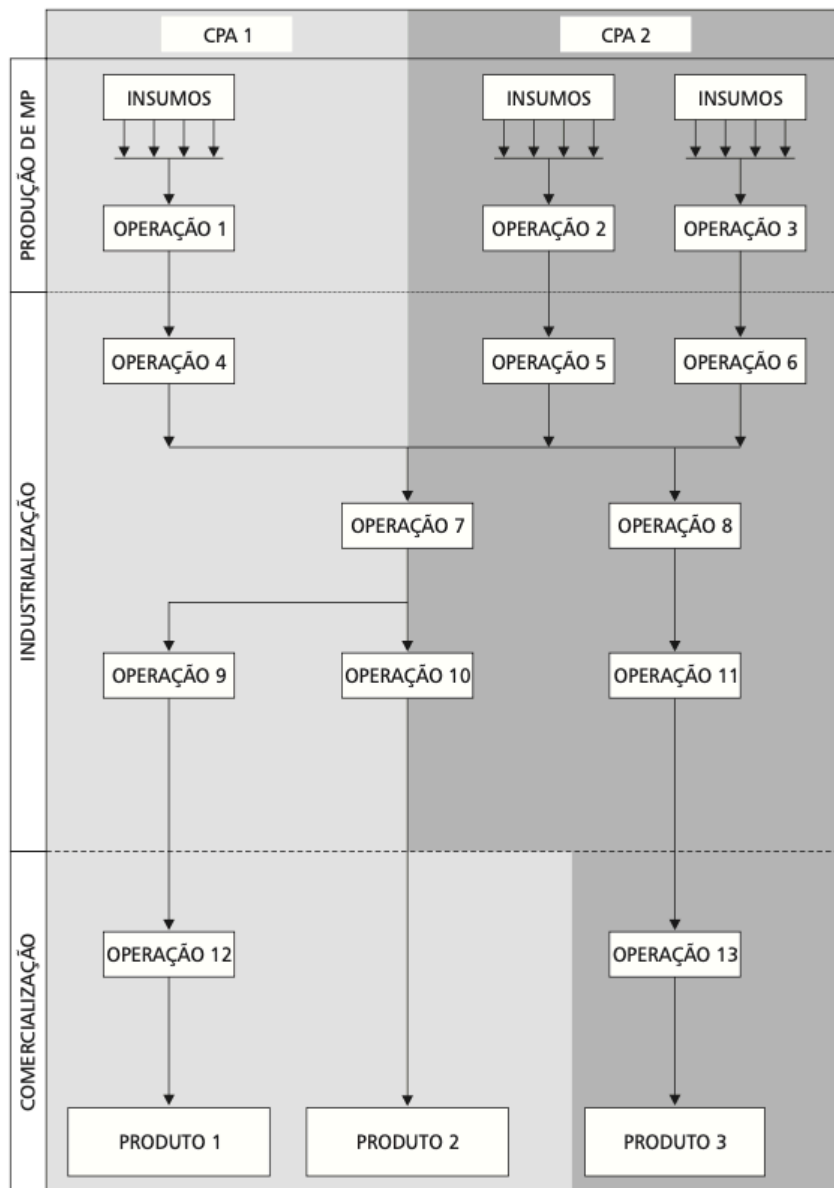 CPA 1
CPA 2
PRODUÇÃO DE MP
INSUMOS
INSUMOS
INSUMOS
OPERAÇÃO 1
OPERAÇÃO 2
OPERAÇÃO 3
INDUSTRIALIZAÇÃO
OPERAÇÃO 4
OPERAÇÃO 5
OPERAÇÃO 6
OPERAÇÃO 7
OPERAÇÃO 8
OPERAÇÃO 9
OPERAÇÃO 10
OPERAÇÃO 11
COMERCIALIZAÇÃO
OPERAÇÃO 12
OPERAÇÃO 13
PRODUTO 1
PRODUTO 2
PRODUTO 3